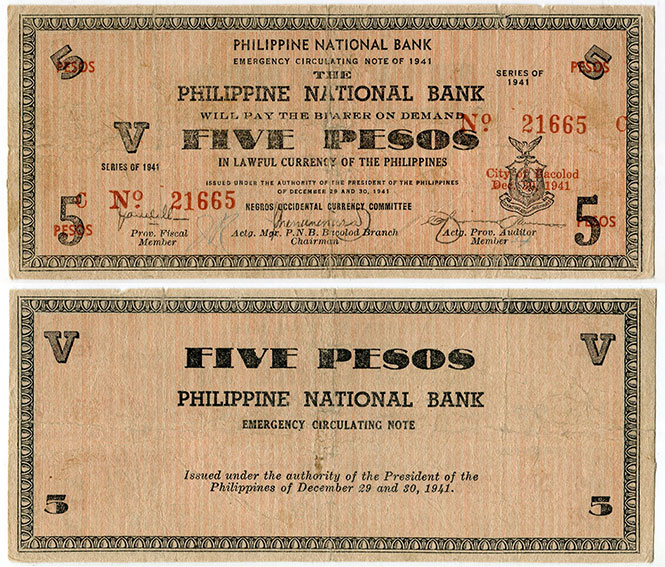 PHILIPPINE NATIONAL BANK
EMERGENCY CIRCULATING NOTE OF 1941
5 PESOS
THE
SERIES OF
1941
5 PESOS
PHILIPPINE NATIONAL BANK
WILL PAY THE BEARER ON DEMAND
V
FIVE PESOS
No. 21665 C
SERIES OF 1941
IN LAWFUL CURRENCY OF THE PHILIPPINES
City of Bacolod
Dec. 1941
ISSUED UNDER THE AUTHORITY OF THE PRESIDENT OF THE PHILIPPINES
OF DECEMBER 29 AND 30, 1941
C No. 21665
NEGROS OCCIDENTAL CURRENCY COMMITTEE
5 PESOS
5 PESOS
Prov. Fiscal
Member
Actg. Mgr. P.N.B. Bacolod Branch
Chairman
Actg. Prov. Auditor
Member
V
V
FIVE PESOS
PHILIPPINE NATIONAL BANK
EMERGENCY CIRCULATING NOTE
Issued under the authority of the President of the
Philippines of December 29 and 30, 1941.
5
5